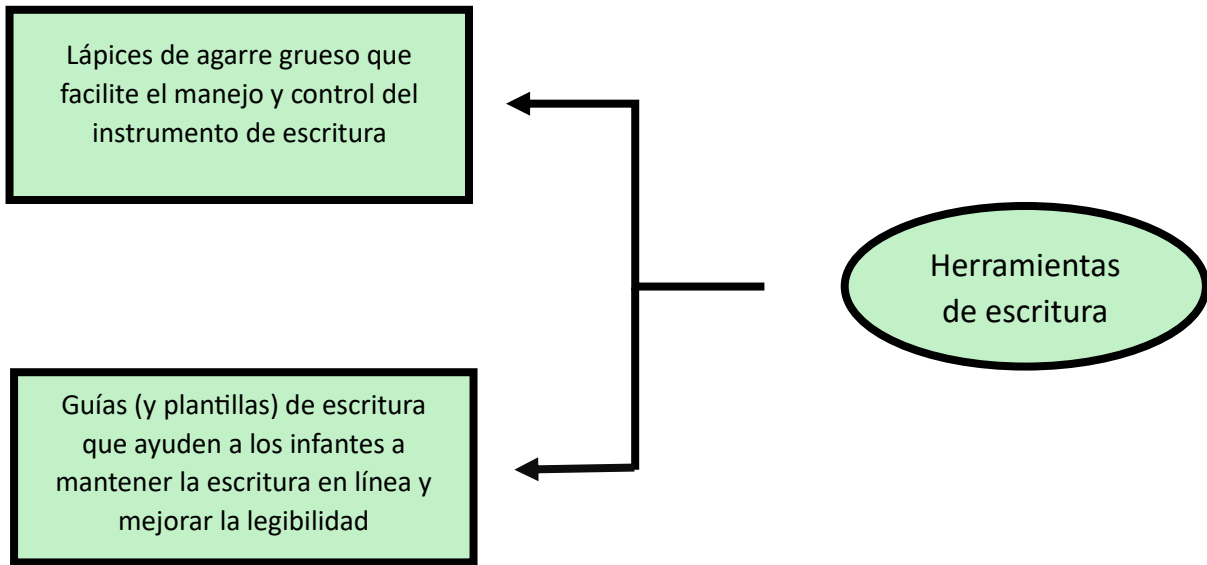 Lápices de agarre grueso que
facilite el manejo y control del
instrumento de escritura
Herramientas
de escritura
Guías (y plantillas) de escritura
que ayuden a los infantes a
mantener la escritura en línea y
mejorar la legibilidad